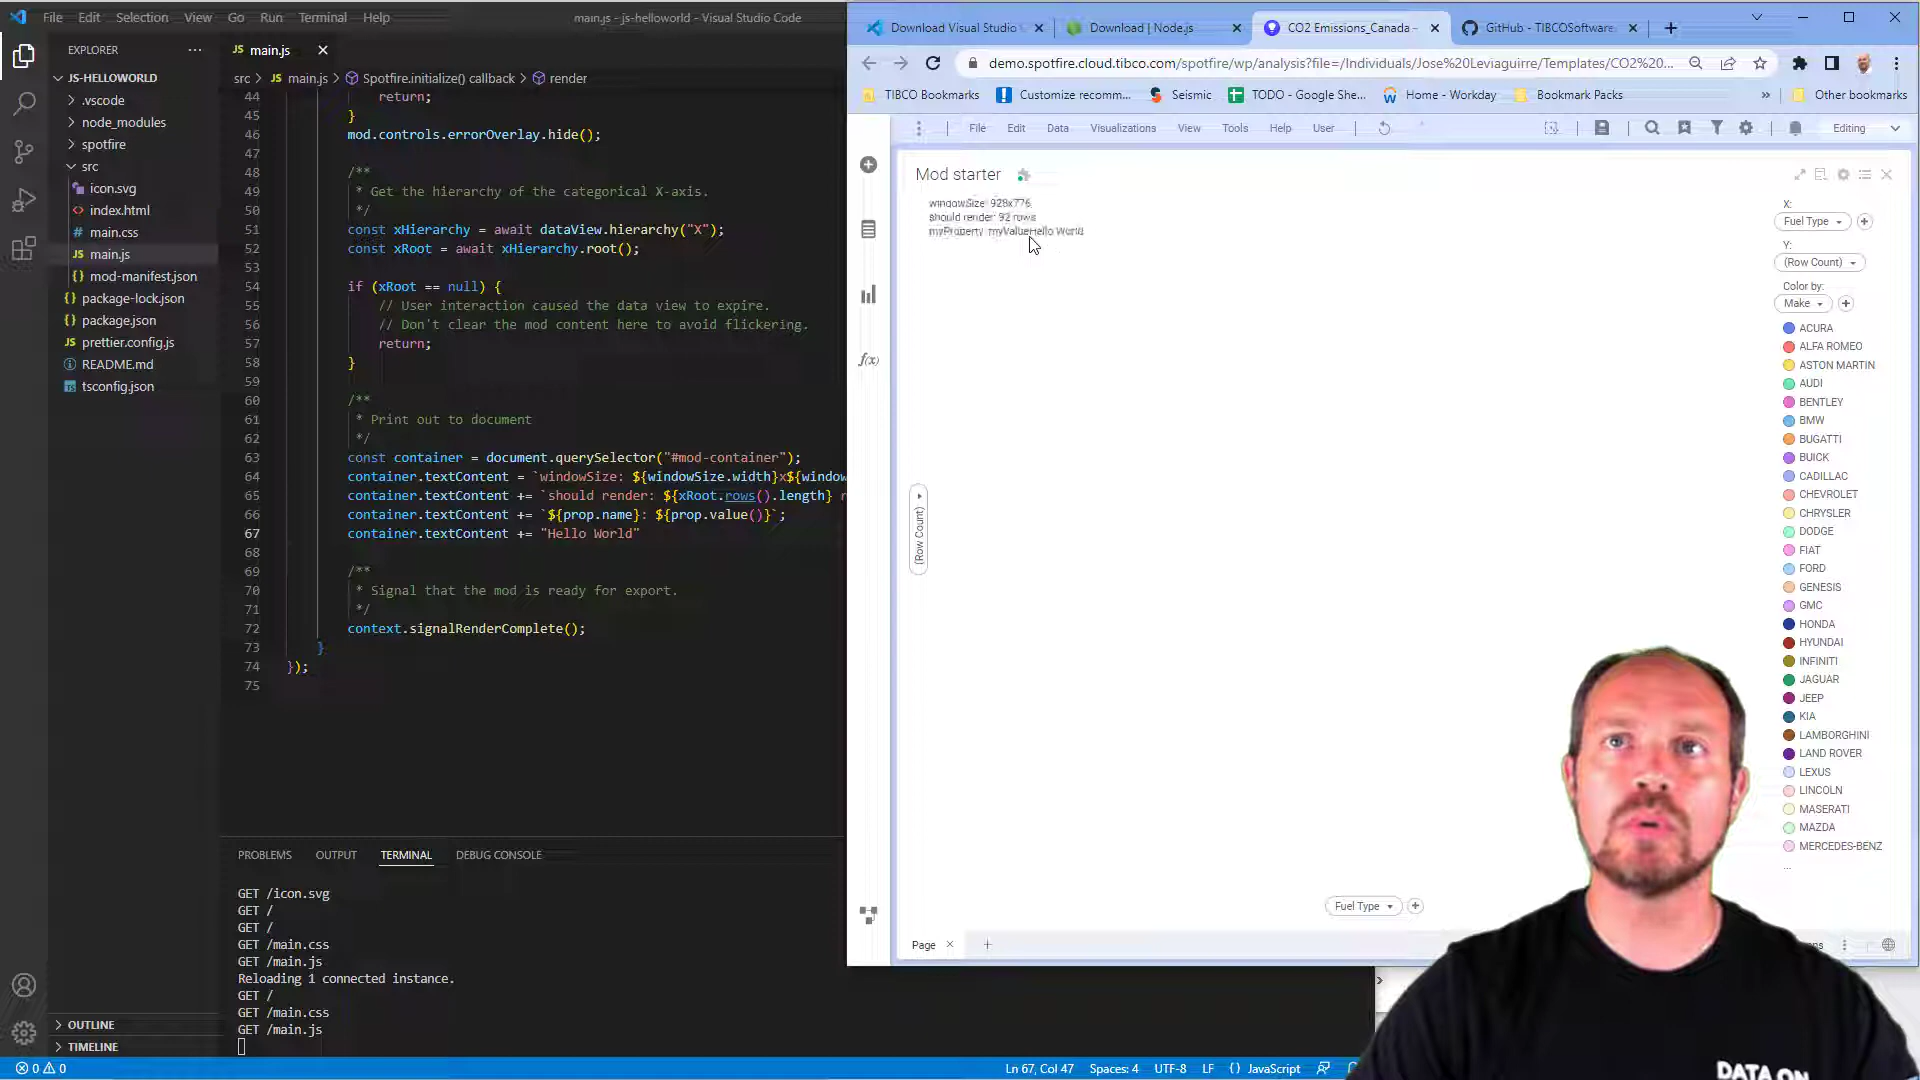 File Edit Selection View Go Run Terminal Help
main.js - js-helloworld - Visual Studio Code
EXPLORER
JS-HELLOWORLD
.vscode
node_modules
spotfire
src
icon.svg
index.html
main.css
main.js
mod-manifest.json
package-lock.json
package.json
prettier.config.js
README.md
tsconfig.json
OUTLINE
TIMELINE
JS main.js
src > JS main.js > Spotfire.initialize() callback > render
44 return;
45 }
46 mod.controls.errorOverlay.hide();
47
48 /**
49 * Get the hierarchy of the categorical X-axis.
50 */
51 const xHierarchy = await dataView.hierarchy("X");
52 const xRoot = await xHierarchy.root();
53
54 if (xRoot == null) {
55 // User interaction caused the data view to expire.
56 // Don't clear the mod content here to avoid flickering.
57 return;
58 }
59
60 /**
61 * Print out to document
62 */
63 const container = document.querySelector("#mod-container");
64 container.textContent = `windowSize: ${windowSize.width}x${window
65 container.textContent += `should render: ${xRoot.rows().length} r
66 container.textContent += `${prop.name}: ${prop.value()}`;
67 container.textContent += "Hello World"
68
69 /**
70 * Signal that the mod is ready for export.
71 */
72 context.signalRenderComplete();
73 }
74 });
75
PROBLEMS OUTPUT TERMINAL DEBUG CONSOLE
GET /icon.svg
GET /
GET /
GET /main.css
GET /main.js
Reloading 1 connected instance.
GET /
GET /main.css
GET /main.js
0 0
Ln 67, Col 47 Spaces: 4 UTF-8 LF {} JavaScript
Download Visual Studio
Download | Node.js
CO2 Emissions_Canada -
GitHub - TIBCOSoftware
demo.spotfire.cloud.tibco.com/spotfire/wp/analysis?file=/Individuals/Jose%20Leviaguirre/Templates/CO2%20...
TIBCO Bookmarks
Customize recomm...
Seismic
TODO - Google She...
Home - Workday
Bookmark Packs
»
Other bookmarks
File Edit Data Visualizations View Tools Help User
Editing
Mod starter
windowSize: 928x776
should render: 92 rows
myProperty: myValueHello World
(Row Count)
X:
Fuel Type
Y:
(Row Count)
Color by:
Make
ACURA
ALFA ROMEO
ASTON MARTIN
AUDI
BENTLEY
BMW
BUGATTI
BUICK
CADILLAC
CHEVROLET
CHRYSLER
DODGE
FIAT
FORD
GENESIS
GMC
HONDA
HYUNDAI
INFINITI
JAGUAR
JEEP
KIA
LAMBORGHINI
LAND ROVER
LEXUS
LINCOLN
MASERATI
MAZDA
MERCEDES-BENZ
...
Fuel Type
Page
f(x)
DATA ON